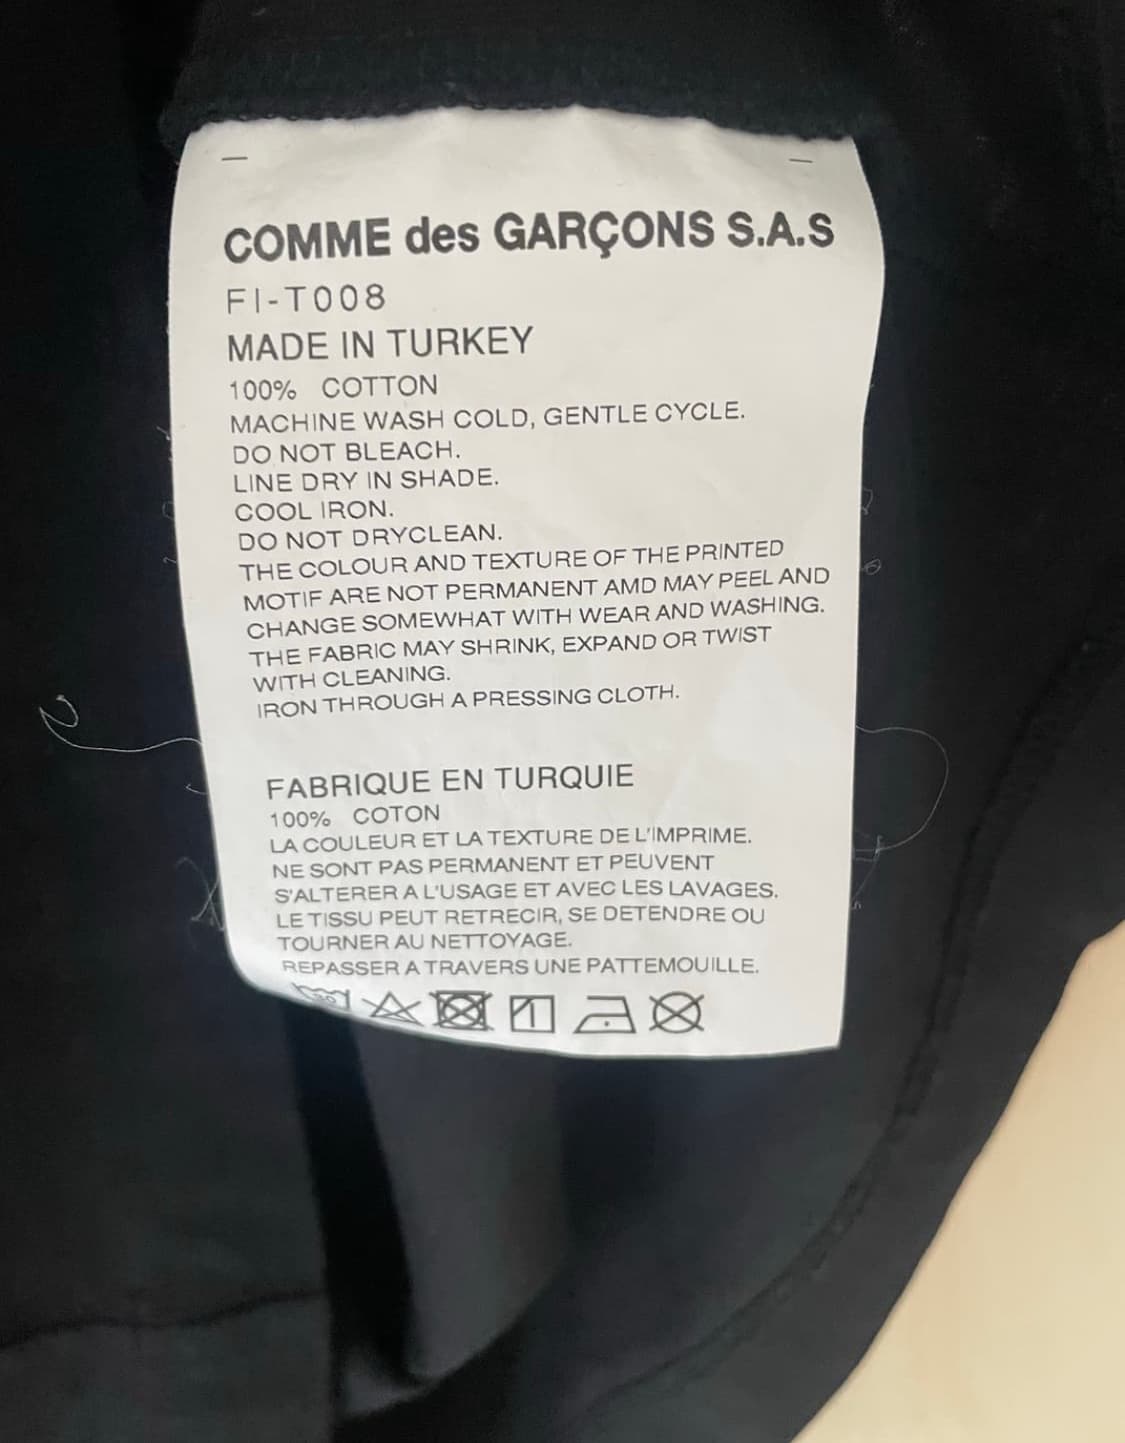 COMME des GARÇONS S.A.S
FI-T008
MADE IN TURKEY
100% COTTON
MACHINE WASH COLD, GENTLE CYCLE.
DO NOT BLEACH.
LINE DRY IN SHADE.
COOL IRON.
DO NOT DRYCLEAN.
THE COLOUR AND TEXTURE OF THE PRINTED
MOTIF ARE NOT PERMANENT AMD MAY PEEL AND
CHANGE SOMEWHAT WITH WEAR AND WASHING.
THE FABRIC MAY SHRINK, EXPAND OR TWIST
WITH CLEANING.
IRON THROUGH A PRESSING CLOTH.
FABRIQUE EN TURQUIE
100% COTON
LA COULEUR ET LA TEXTURE DE L'IMPRIME.
NE SONT PAS PERMANENT ET PEUVENT
S'ALTERER A L'USAGE ET AVEC LES LAVAGES.
LE TISSU PEUT RETRECIR, SE DETENDRE OU
TOURNER AU NETTOYAGE.
REPASSER A TRAVERS UNE PATTEMOUILLE.
30